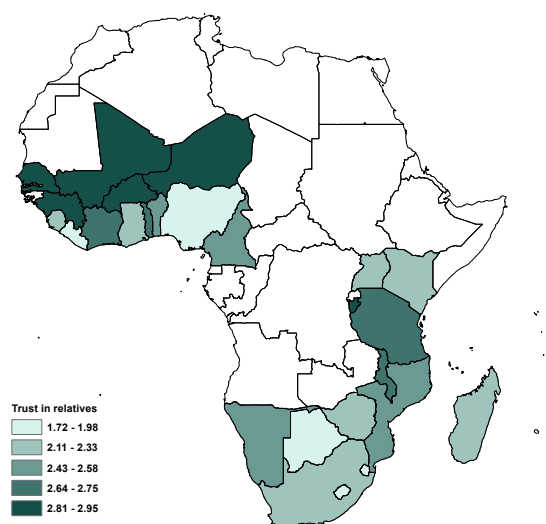 Trust in relatives
1.72 - 1.98
2.11 - 2.33
2.43 - 2.58
2.64 - 2.75
2.81 - 2.95